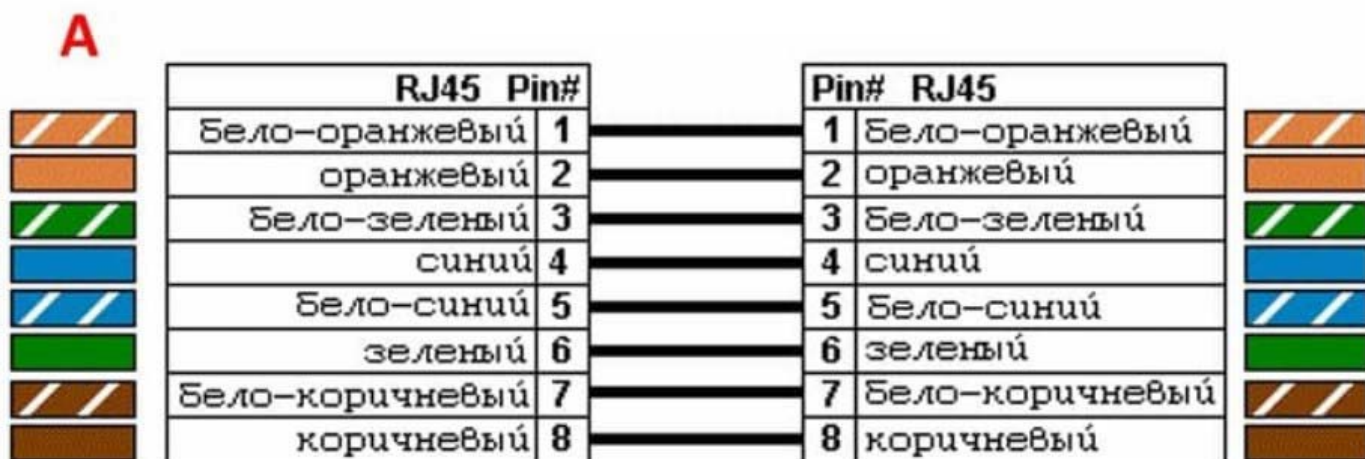 A
RJ45 Pin# Pin# RJ45
бело-оранжевый 1 1 бело-оранжевый
оранжевый 2 2 оранжевый
бело-зеленый 3 3 бело-зеленый
синий 4 4 синий
бело-синий 5 5 бело-синий
зеленый 6 6 зеленый
бело-коричневый 7 7 бело-коричневый
коричневый 8 8 коричневый